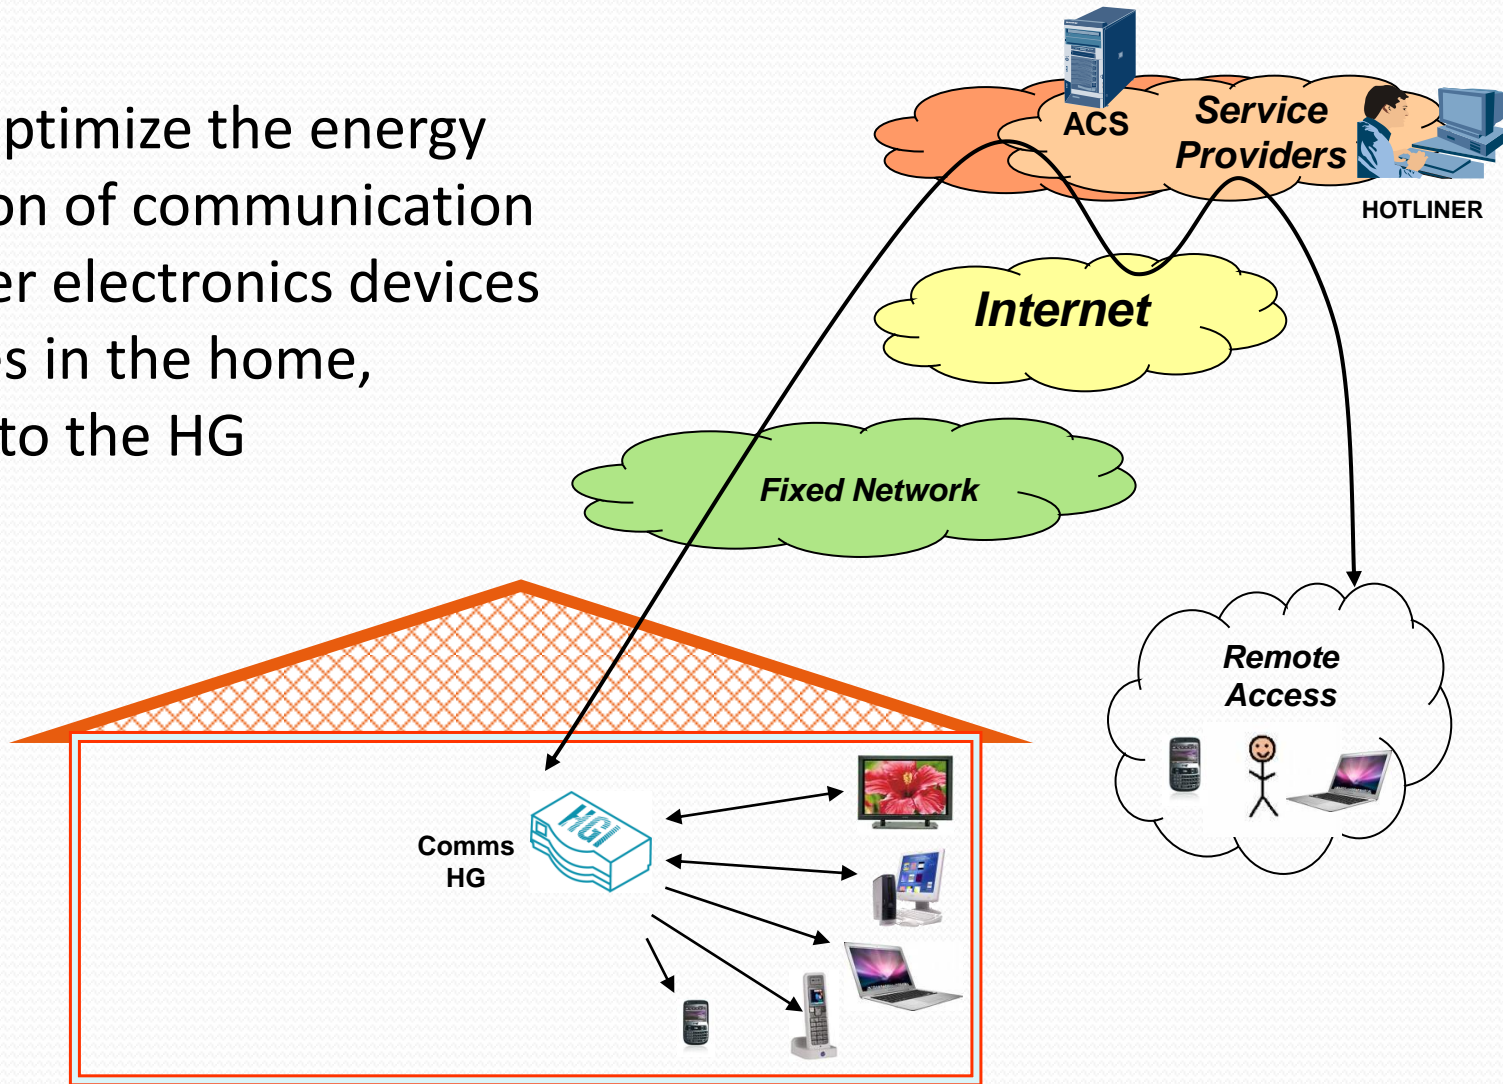 ptimize the energy
on of communication
er electronics devices
s in the home,
to the HG
ACS
Service
Providers
HOTLINER
Internet
Fixed Network
Remote
Access
HGI
Comms
HG